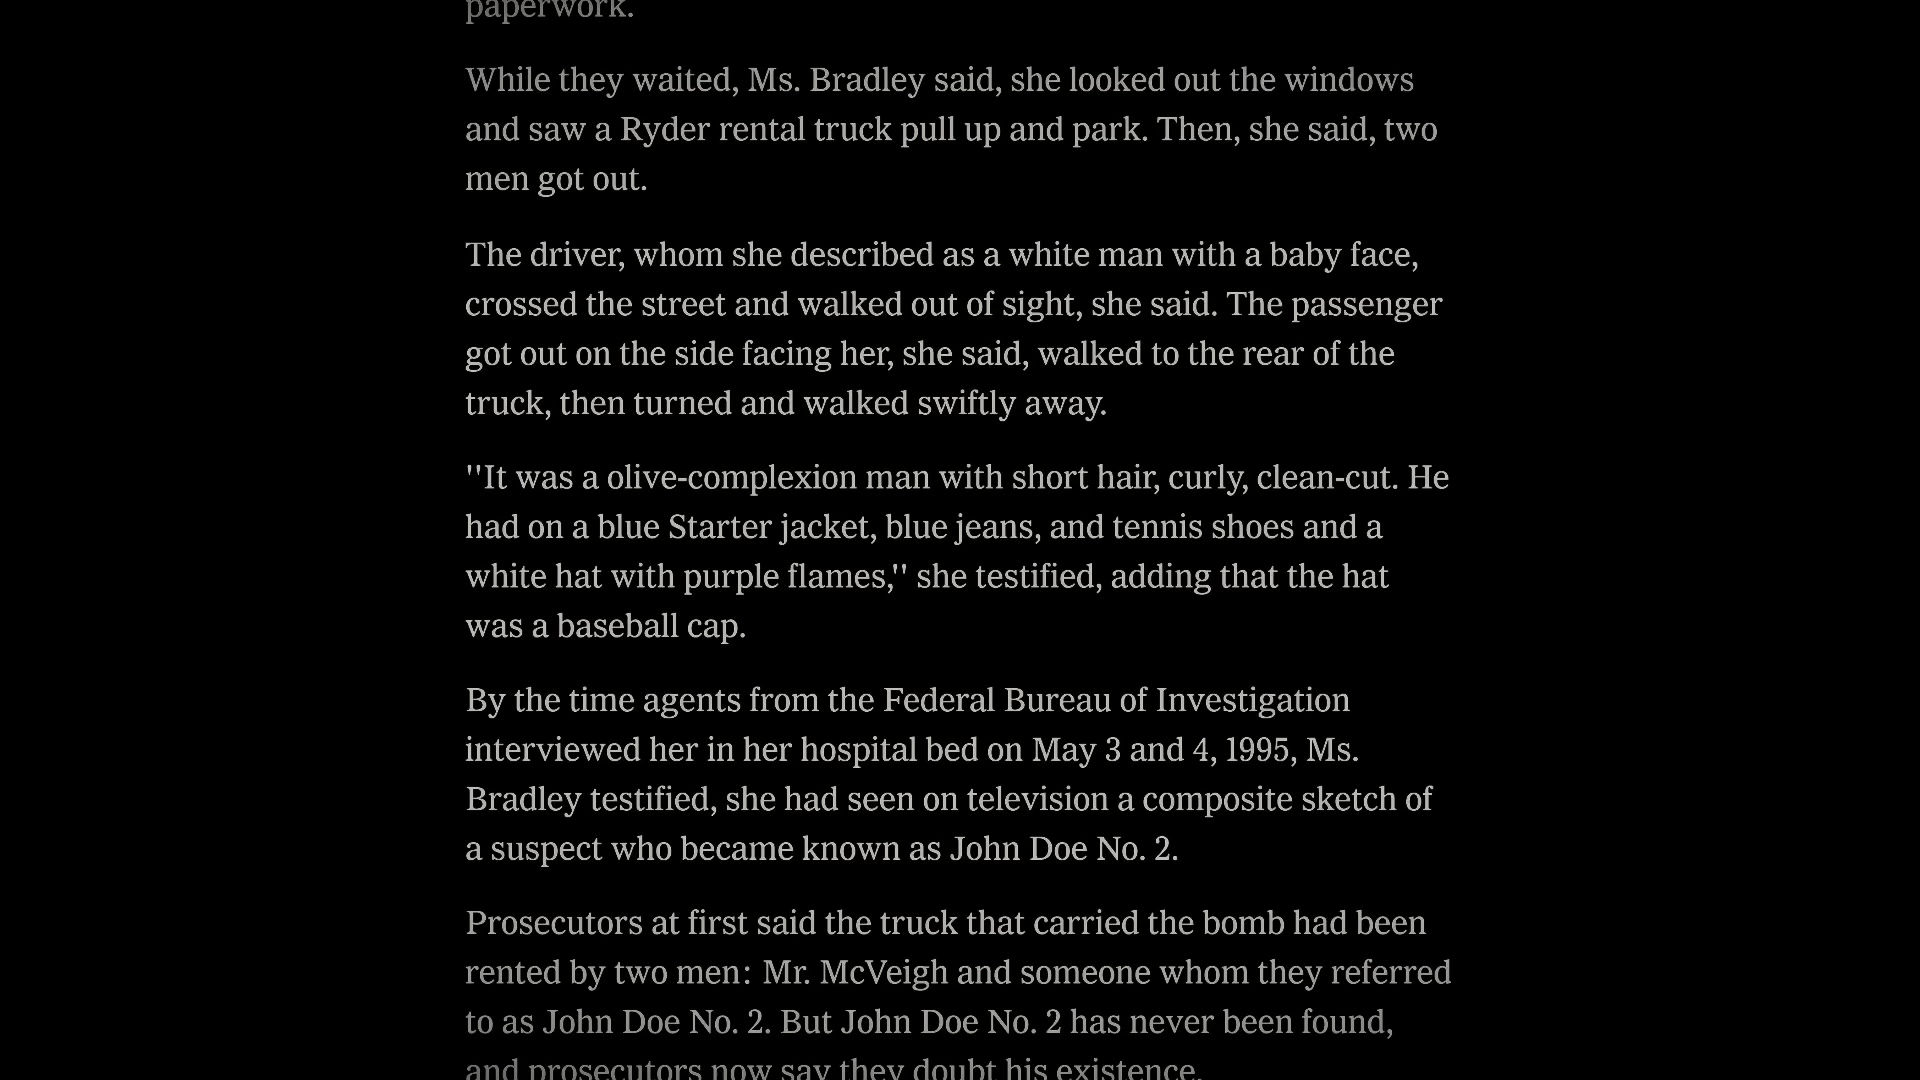 paperwork.
While they waited, Ms. Bradley said, she looked out the windows
and saw a Ryder rental truck pull up and park. Then, she said, two
men got out.
The driver, whom she described as a white man with a baby face,
crossed the street and walked out of sight, she said. The passenger
got out on the side facing her, she said, walked to the rear of the
truck, then turned and walked swiftly away.
''It was a olive-complexion man with short hair, curly, clean-cut. He
had on a blue Starter jacket, blue jeans, and tennis shoes and a
white hat with purple flames,'' she testified, adding that the hat
was a baseball cap.
By the time agents from the Federal Bureau of Investigation
interviewed her in her hospital bed on May 3 and 4, 1995, Ms.
Bradley testified, she had seen on television a composite sketch of
a suspect who became known as John Doe No. 2.
Prosecutors at first said the truck that carried the bomb had been
rented by two men: Mr. McVeigh and someone whom they referred
to as John Doe No. 2. But John Doe No. 2 has never been found,
and prosecutors now say they doubt his existence.